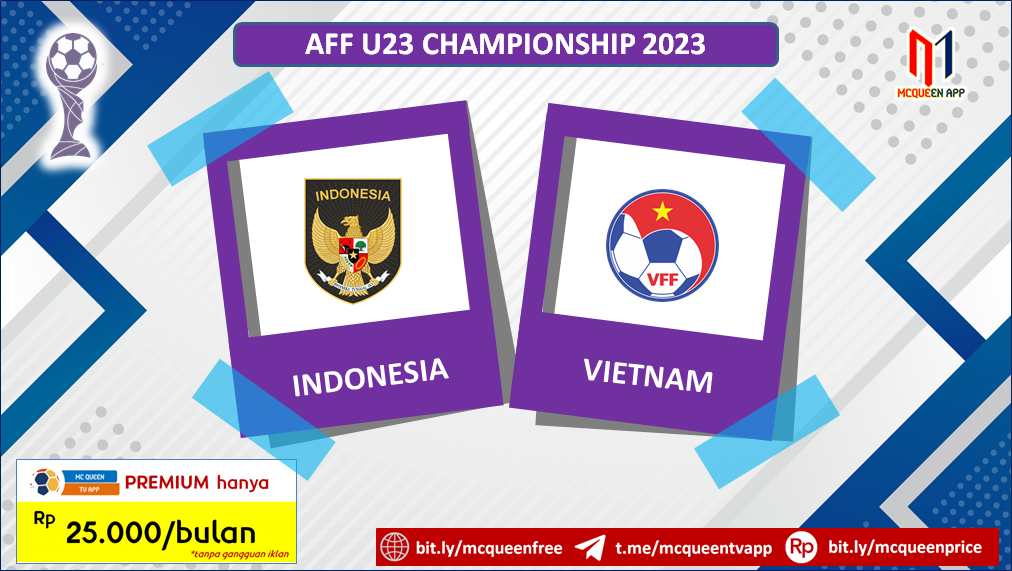 AFF U23 CHAMPIONSHIP 2023
MCQUEEN APP
INDONESIA
VFF
INDONESIA
VIETNAM
MC QUEEN
TV APP
PREMIUM hanya
Rp 25.000/bulan
*tanpa gangguan iklan
bit.ly/mcqueenfree
t.me/mcqueentvapp
Rp
bit.ly/mcqueenprice